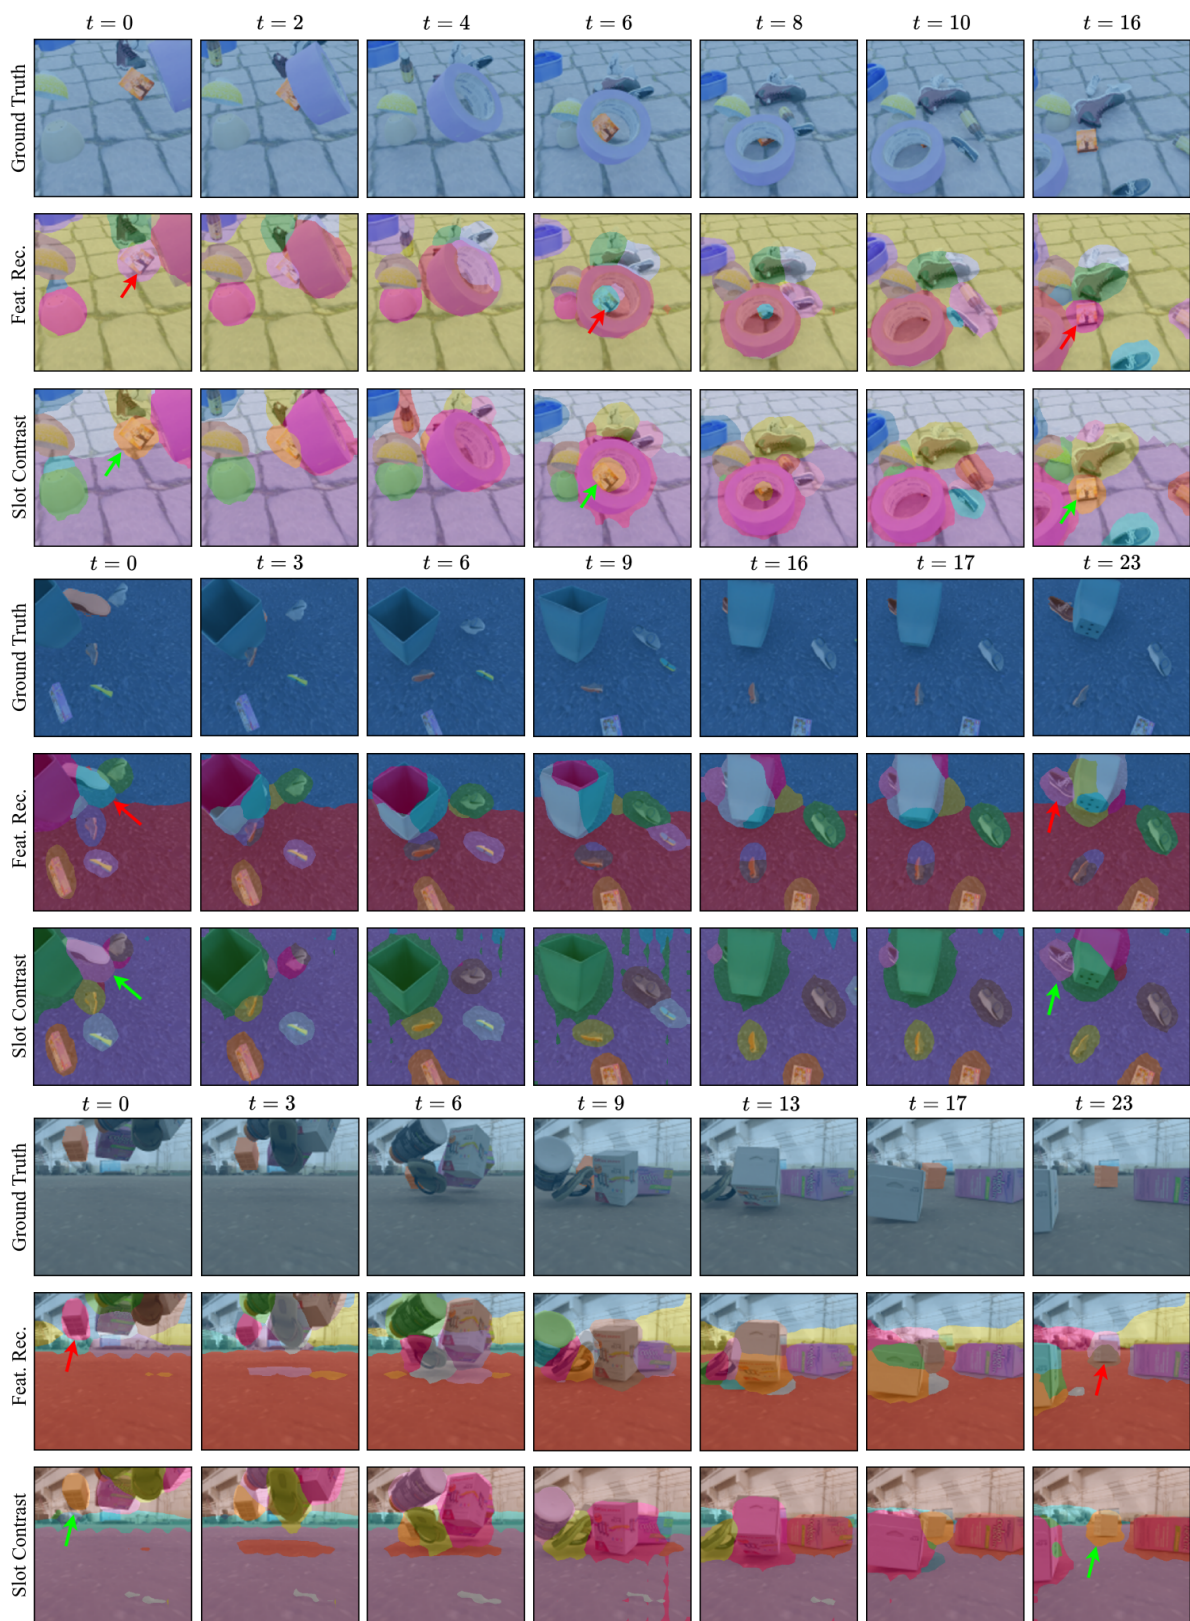 t = 0 t = 2 t = 4 t = 6 t = 8 t = 10 t = 16
Ground Truth
Feat. Rec.
Slot Contrast
t = 0 t = 3 t = 6 t = 9 t = 16 t = 17 t = 23
Ground Truth
Feat. Rec.
Slot Contrast
t = 0 t = 3 t = 6 t = 9 t = 13 t = 17 t = 23
Ground Truth
Feat. Rec.
Slot Contrast